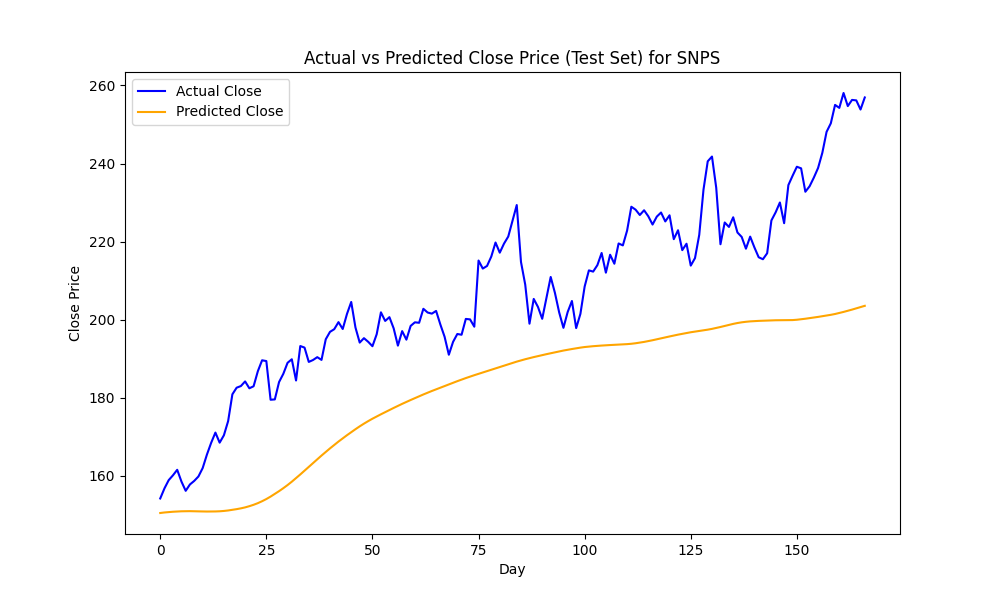 Actual vs Predicted Close Price (Test Set) for SNPS
Actual Close
Predicted Close
260
240
220
200
180
160
Close Price
0 25 50 75 100 125 150
Day